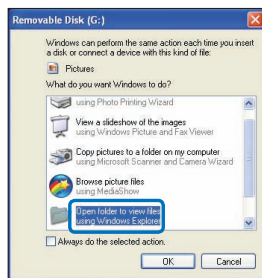 Removable Disk (G:)
Windows can perform the same action each time you insert
a disk or connect a device with this kind of file:
Pictures
What do you want Windows to do?
using Photo Printing Wizard
View a slideshow of the images
using Windows Picture and Fax Viewer
Copy pictures to a folder on my computer
using Microsoft Scanner and Camera Wizard
Browse picture files
using MediaShow
Open folder to view files
using Windows Explorer
Always do the selected action.
OK
Cancel